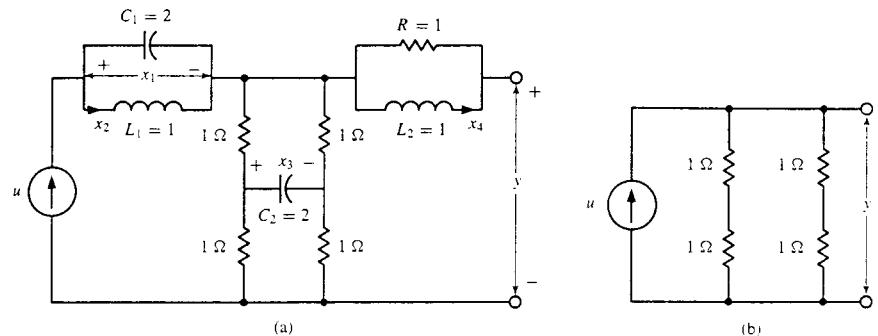 C₁ = 2
+ x₁ −
x₂
L₁ = 1
R = 1
L₂ = 1
x₄
+
1 Ω
1 Ω
+ x₃ −
C₂ = 2
1 Ω
1 Ω
u
y
−
(a)
1 Ω
1 Ω
1 Ω
1 Ω
u
y
(b)